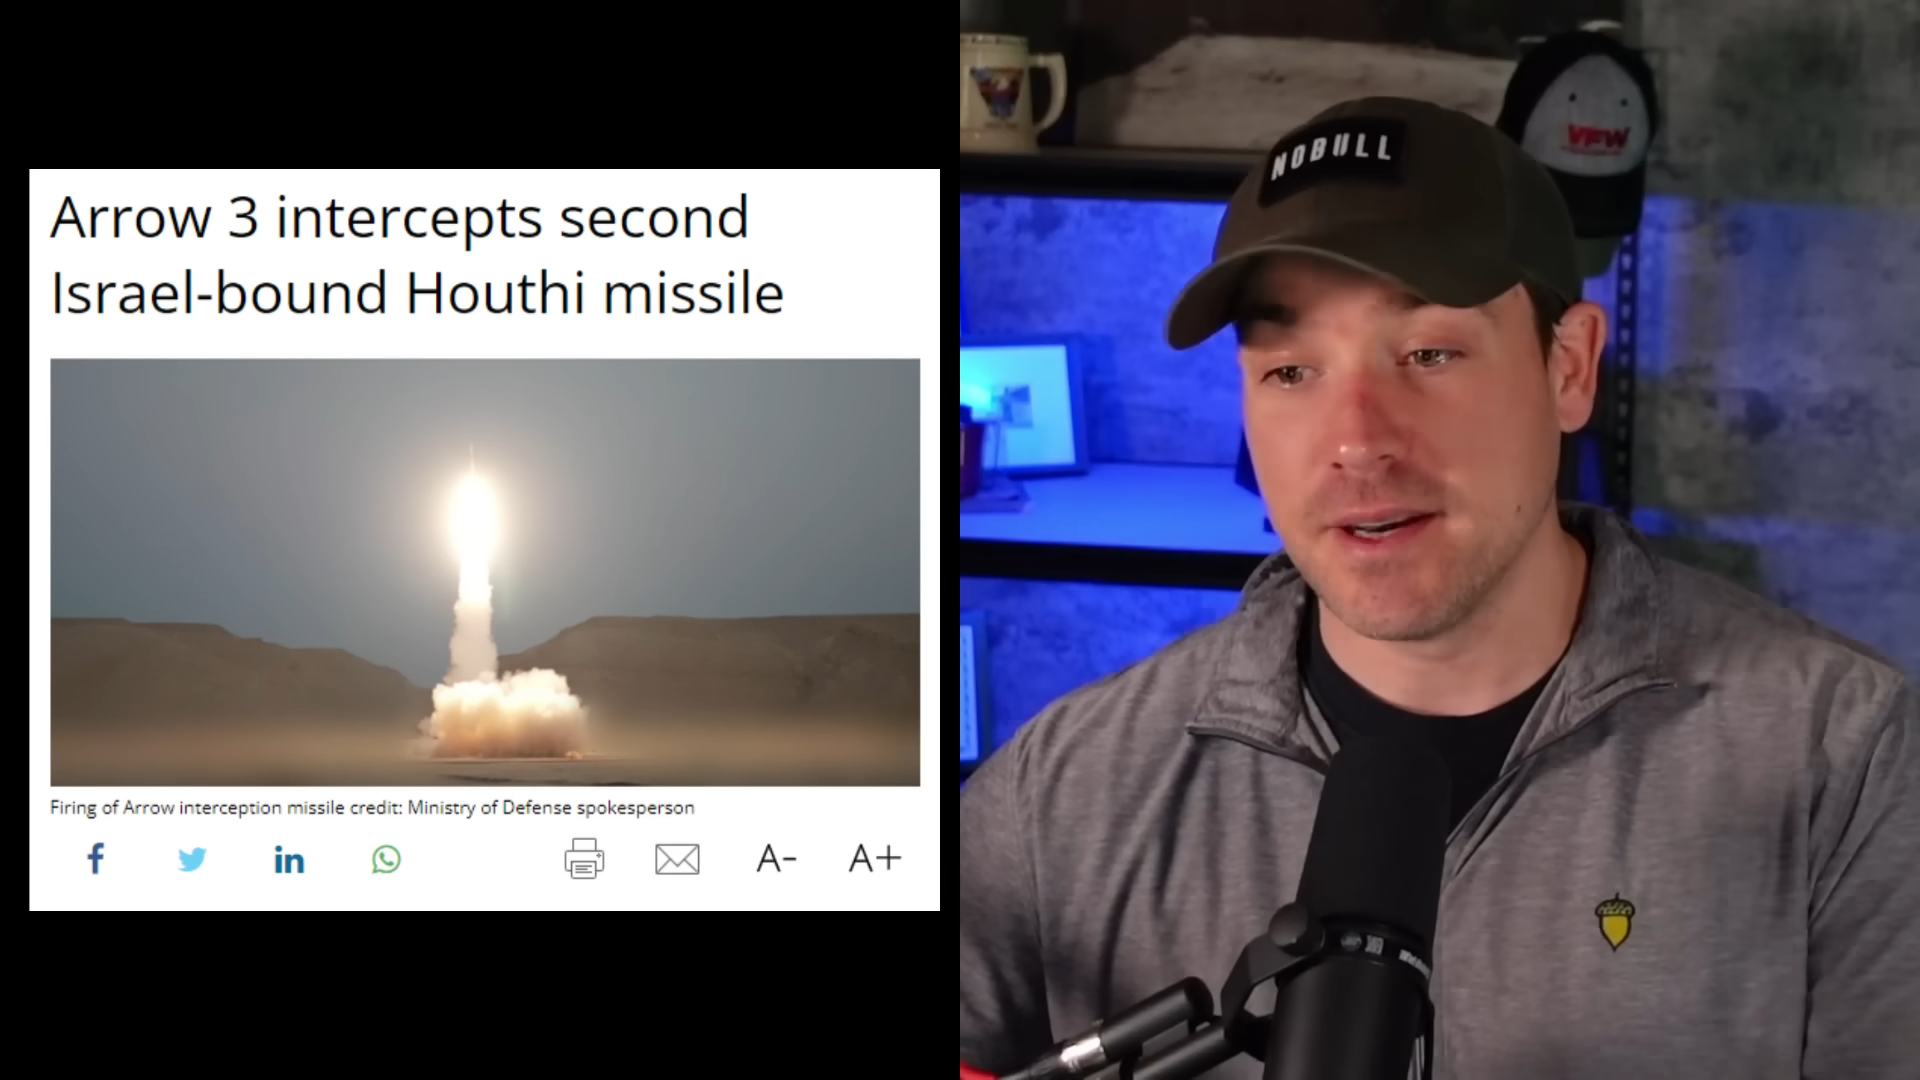 Arrow 3 intercepts second
Israel-bound Houthi missile
Firing of Arrow interception missile credit: Ministry of Defense spokesperson
A- A+
NOBULL
VFW